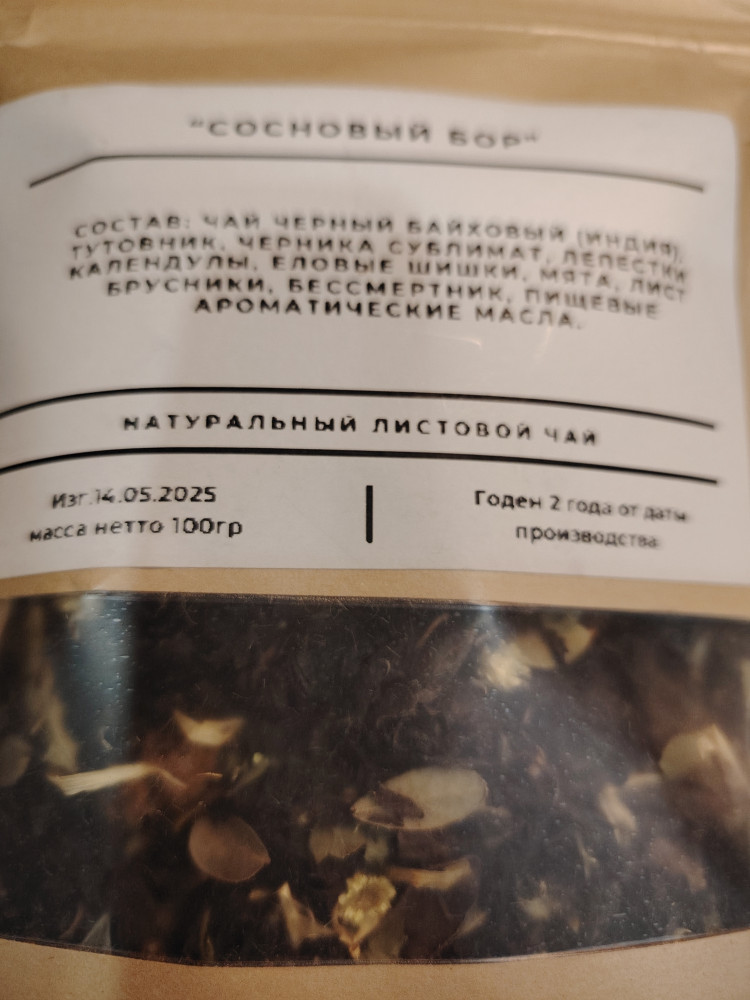 "СОСНОВЫЙ БОР"
СОСТАВ: ЧАЙ ЧЕРНЫЙ БАЙХОВЫЙ (ИНДИЯ),
ТУТОВНИК, ЧЕРНИКА СУБЛИМАТ, ЛЕПЕСТКИ
КАЛЕНДУЛЫ, ЕЛОВЫЕ ШИШКИ, МЯТА, ЛИСТ
БРУСНИКИ, БЕССМЕРТНИК, ПИЩЕВЫЕ
АРОМАТИЧЕСКИЕ МАСЛА.
НАТУРАЛЬНЫЙ ЛИСТОВОЙ ЧАЙ
Изг.14.05.2025
масса нетто 100гр
Годен 2 года от даты
производства